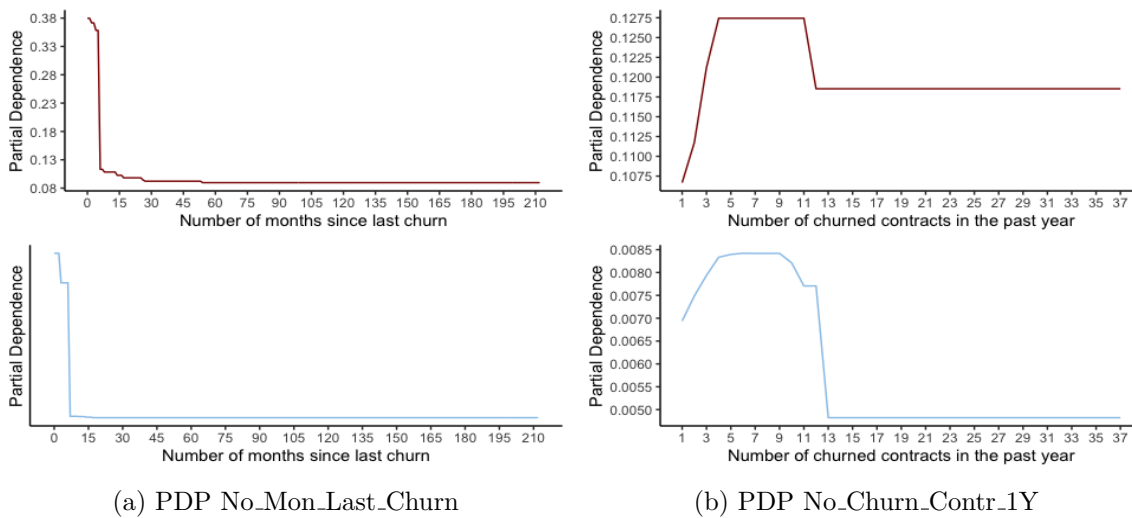 Partial Dependence
0.38
0.33
0.28
0.23
0.18
0.13
0.08
0 15 30 45 60 75 90 105 120 135 150 165 180 195 210
Number of months since last churn
Partial Dependence
0.1275
0.1250
0.1225
0.1200
0.1175
0.1150
0.1125
0.1100
0.1075
1 3 5 7 9 11 13 15 17 19 21 23 25 27 29 31 33 35 37
Number of churned contracts in the past year
Partial Dependence
0 15 30 45 60 75 90 105 120 135 150 165 180 195 210
Number of months since last churn
Partial Dependence
0.0085
0.0080
0.0075
0.0070
0.0065
0.0060
0.0055
0.0050
1 3 5 7 9 11 13 15 17 19 21 23 25 27 29 31 33 35 37
Number of churned contracts in the past year
(a) PDP No_Mon_Last_Churn
(b) PDP No_Churn_Contr_1Y